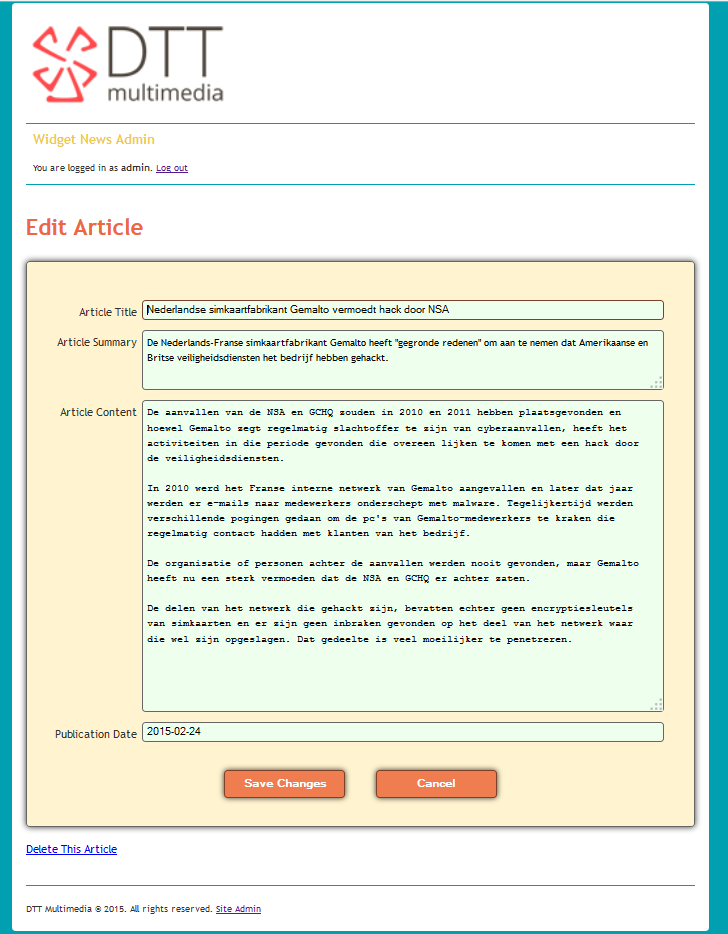 DTT
multimedia
Widget News Admin
You are logged in as admin. Log out
Edit Article
Article Title
Nederlandse simkaartfabrikant Gemalto vermoedt hack door NSA
Article Summary
De Nederlands-Franse simkaartfabrikant Gemalto heeft "gegronde redenen" om aan te nemen dat Amerikaanse en
Britse veiligheidsdiensten het bedrijf hebben gehackt.
Article Content
De aanvallen van de NSA en GCHQ zouden in 2010 en 2011 hebben plaatsgevonden en
hoewel Gemalto zegt regelmatig slachtoffer te zijn van cyberaanvallen, heeft het
activiteiten in die periode gevonden die overeen lijken te komen met een hack door
de veiligheidsdiensten.
In 2010 werd het Franse interne netwerk van Gemalto aangevallen en later dat jaar
werden er e-mails naar medewerkers onderschept met malware. Tegelijkertijd werden
verschillende pogingen gedaan om de pc's van Gemalto-medewerkers te kraken die
regelmatig contact hadden met klanten van het bedrijf.
De organisatie of personen achter de aanvallen werden nooit gevonden, maar Gemalto
heeft nu een sterk vermoeden dat de NSA en GCHQ er achter zaten.
De delen van het netwerk die gehackt zijn, bevatten echter geen encryptiesleutels
van simkaarten en er zijn geen inbraken gevonden op het deel van het netwerk waar
die wel zijn opgeslagen. Dat gedeelte is veel moeilijker te penetreren.
Publication Date
2015-02-24
Save Changes
Cancel
Delete This Article
DTT Multimedia © 2015. All rights reserved. Site Admin